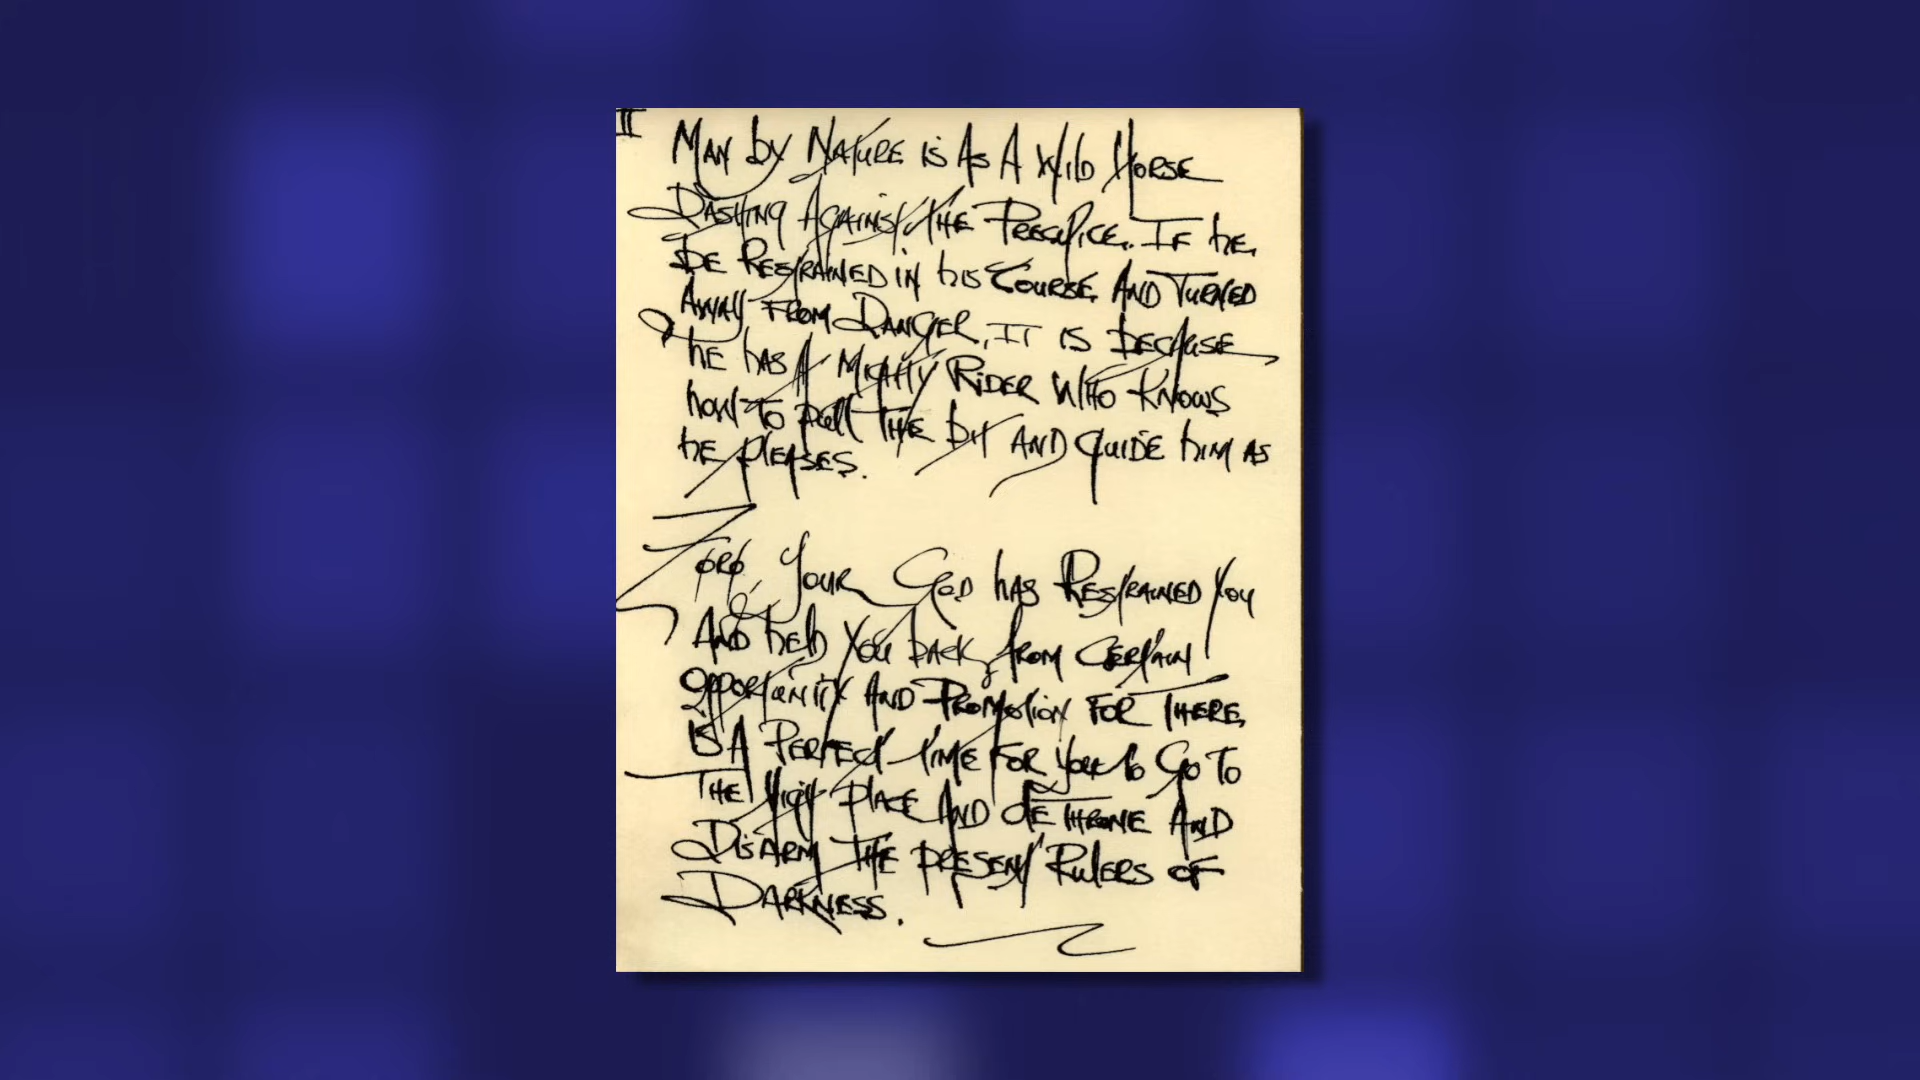 II
Man by Nature is As A Wild Horse
Dashing Against the Precipice. If he
be Restrained in his Course And Turned
Away From Danger, It is because
he has A Mighty Rider Who Knows
how to pull the bit and guide him as
he pleases.
Zoro, Your God has Restrained You
And held You back from certain
Opportunity And Promotion For There
Is A Perfect time For You to Go To
The High Place And deThrone And
Disarm The present Rulers of
Darkness.